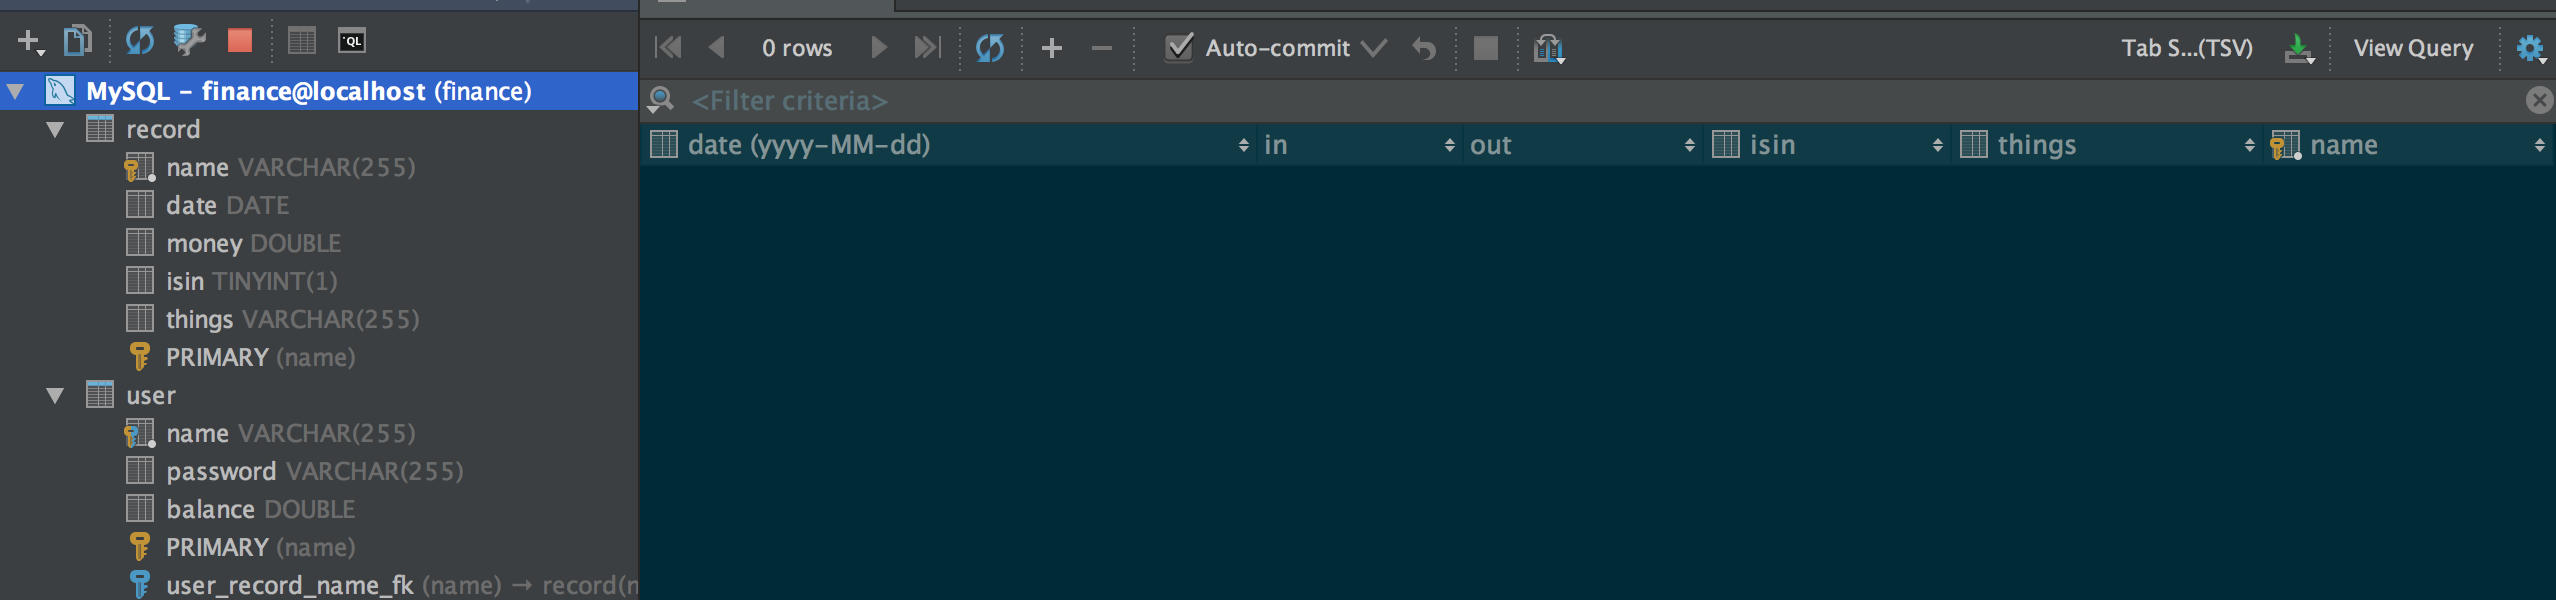 QL
MySQL - finance@localhost (finance)
record
name VARCHAR(255)
date DATE
money DOUBLE
isin TINYINT(1)
things VARCHAR(255)
PRIMARY (name)
user
name VARCHAR(255)
password VARCHAR(255)
balance DOUBLE
PRIMARY (name)
user_record_name_fk (name) → record(n
0 rows Auto-commit Tab S...(TSV) View Query
<Filter criteria>
date (yyyy-MM-dd) in out isin things name